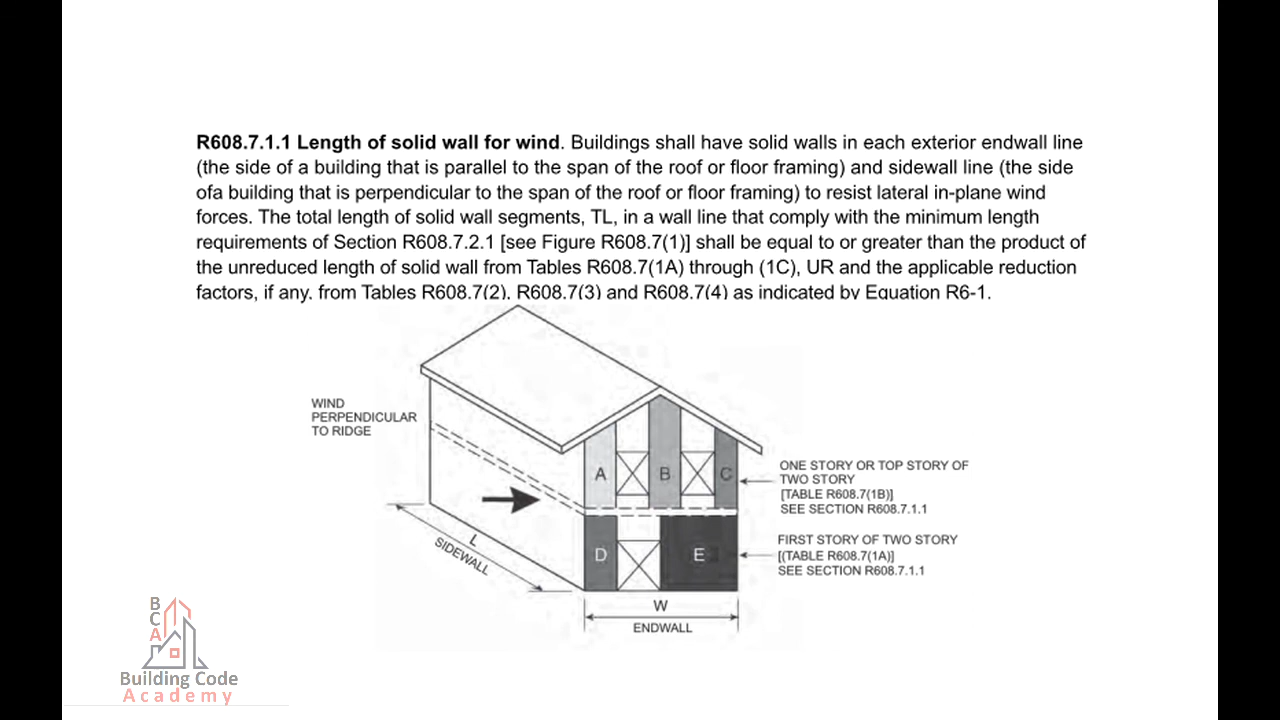 R608.7.1.1 Length of solid wall for wind. Buildings shall have solid walls in each exterior endwall line
(the side of a building that is parallel to the span of the roof or floor framing) and sidewall line (the side
ofa building that is perpendicular to the span of the roof or floor framing) to resist lateral in-plane wind
forces. The total length of solid wall segments, TL, in a wall line that comply with the minimum length
requirements of Section R608.7.2.1 [see Figure R608.7(1)] shall be equal to or greater than the product of
the unreduced length of solid wall from Tables R608.7(1A) through (1C), UR and the applicable reduction
factors, if any, from Tables R608.7(2), R608.7(3) and R608.7(4) as indicated by Equation R6-1.
WIND
PERPENDICULAR
TO RIDGE
A
B
C
ONE STORY OR TOP STORY OF
TWO STORY
[TABLE R608.7(1B)]
SEE SECTION R608.7.1.1
D
E
FIRST STORY OF TWO STORY
[(TABLE R608.7(1A)]
SEE SECTION R608.7.1.1
L
SIDEWALL
W
ENDWALL
BCA
Building Code
Academy